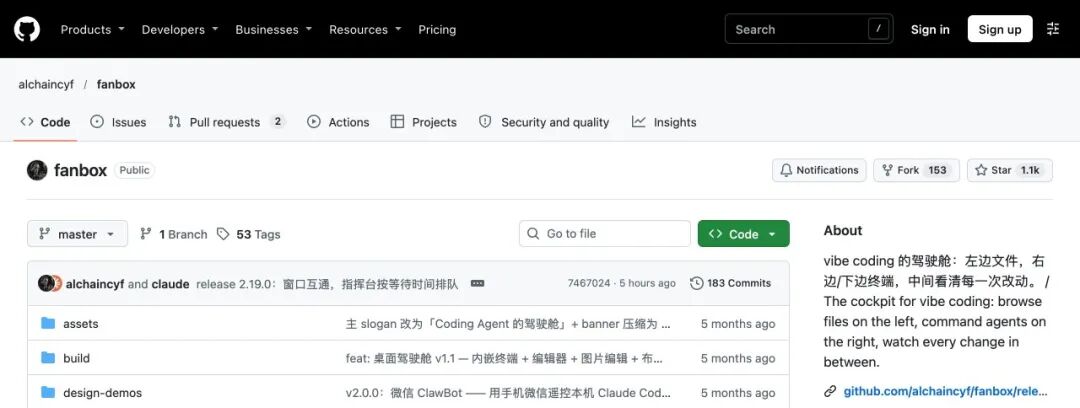 Products Developers Businesses Resources Pricing Search / Sign in Sign up
alchaincyf / fanbox
Code Issues Pull requests 2 Actions Projects Security and quality Insights
fanbox Public Notifications Fork 153 Star 1.1k
master 1 Branch 53 Tags Go to file Code
About
alchaincyf and claude release 2.19.0：窗口互通，指挥台按等待时间排队 7467024 · 5 hours ago 183 Commits
assets 主 slogan 改为「Coding Agent 的驾驶舱」+ banner 压缩为 ... 5 months ago
build feat: 桌面驾驶舱 v1.1 — 内嵌终端 + 编辑器 + 图片编辑 + 布... 5 months ago
design-demos v2.0.0：微信 ClawBot —— 用手机微信遥控本机 Claude Cod... 5 months ago
vibe coding 的驾驶舱：左边文件，右
边/下边终端，中间看清每一次改动。 /
The cockpit for vibe coding: browse
files on the left, command agents on
the right, watch every change in
between.
github.com/alchaincyf/fanbox/rele...